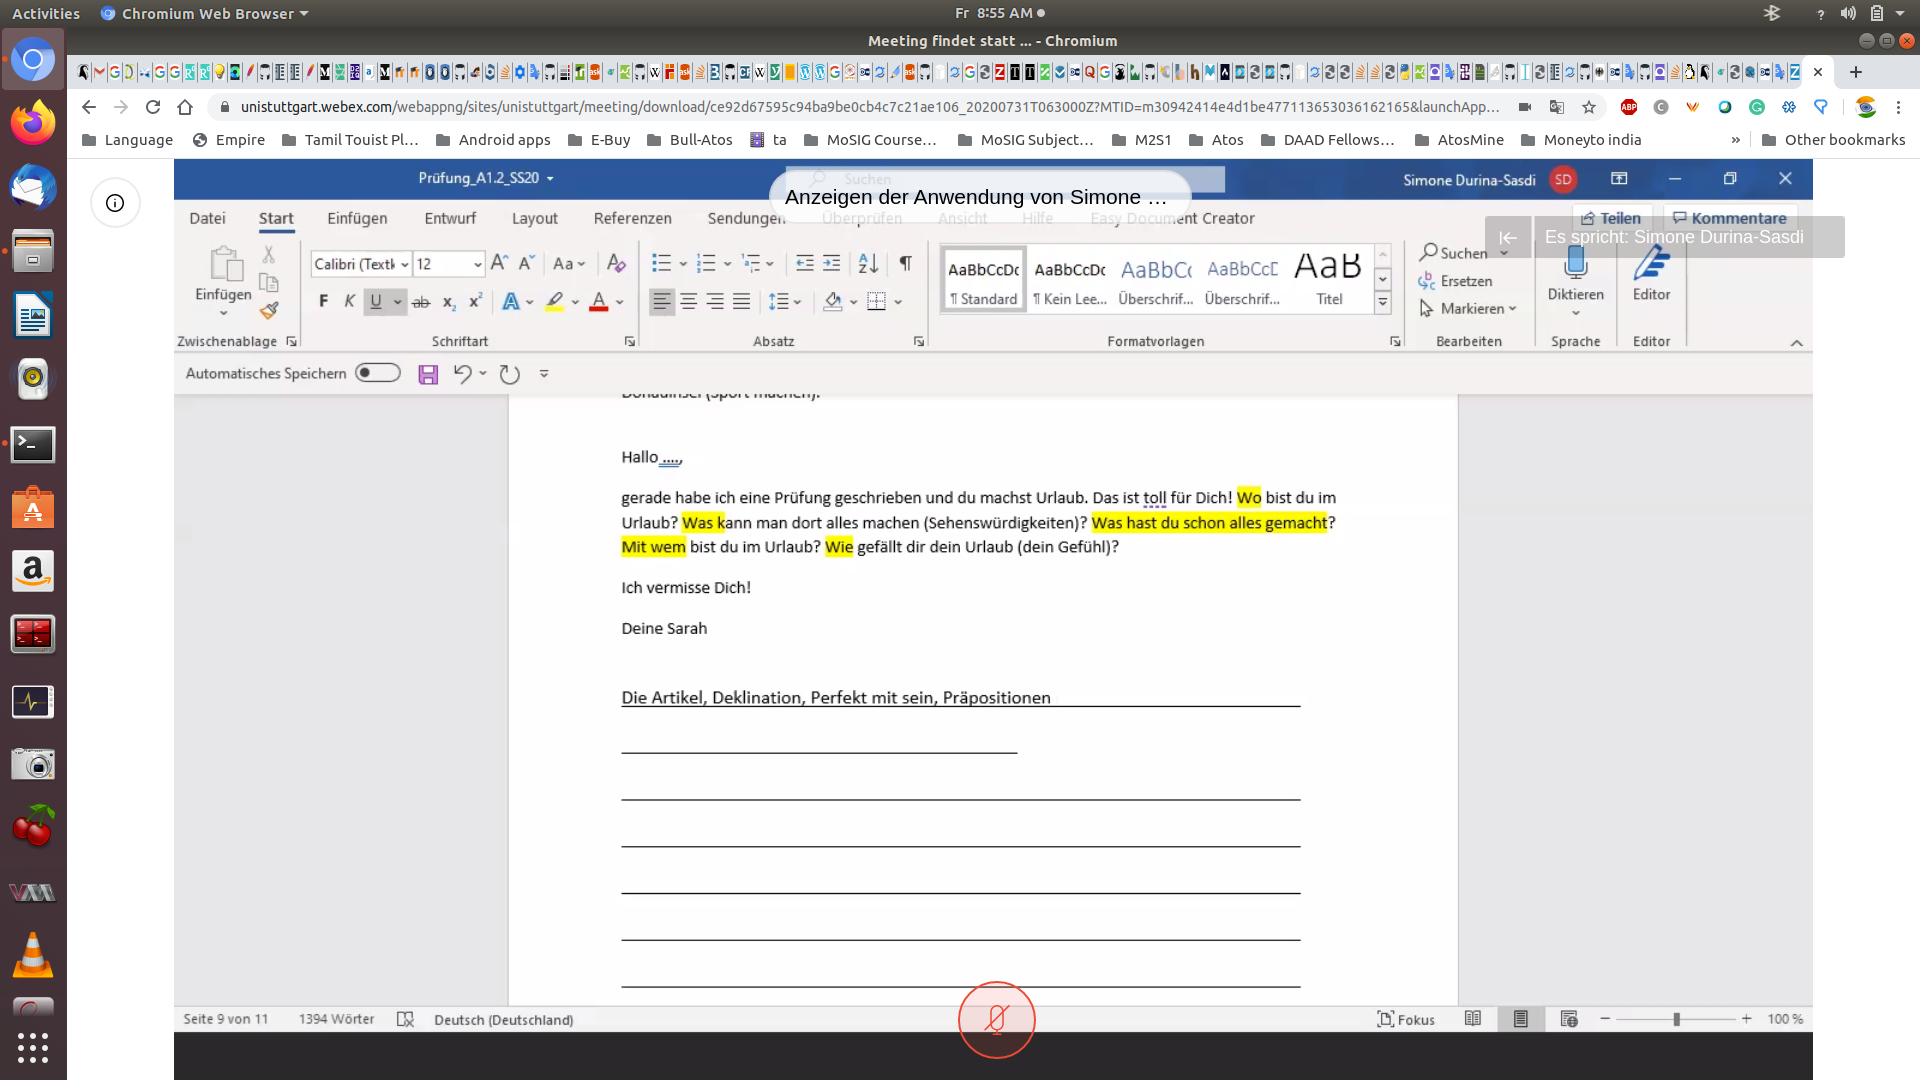 Activities
Chromium Web Browser
Fr 8:55 AM
Meeting findet statt ... - Chromium
unistuttgart.webex.com/webappng/sites/unistuttgart/meeting/download/ce92d67595c94ba9be0cb4c7c21ae106_20200731T063000Z?MTID=m30942414e4d1be477113653036162165&launchApp...
Language Empire Tamil Touist Pl... Android apps E-Buy Bull-Atos ta MoSIG Course... MoSIG Subject... M2S1 Atos DAAD Fellows... AtosMine Moneyto india » Other bookmarks
Prüfung_A1.2_SS20
Suchen
Simone Durina-Sasdi SD
Anzeigen der Anwendung von Simone ...
Datei Start Einfügen Entwurf Layout Referenzen Sendungen Überprüfen Ansicht Hilfe Easy Document Creator Teilen Kommentare
Es spricht: Simone Durina-Sasdi
Calibri (Textk 12
Einfügen
F K U ab x₂ x²
AaBbCcDc AaBbCcDc AaBbC( AaBbCcD AaB
¶ Standard ¶ Kein Lee... Überschrif... Überschrif... Titel
Suchen
Ersetzen
Markieren
Diktieren
Editor
Zwischenablage Schriftart Absatz Formatvorlagen Bearbeiten Sprache Editor
Automatisches Speichern
Donauinsel (Sport machen).
Hallo ....,
gerade habe ich eine Prüfung geschrieben und du machst Urlaub. Das ist toll für Dich! Wo bist du im
Urlaub? Was kann man dort alles machen (Sehenswürdigkeiten)? Was hast du schon alles gemacht?
Mit wem bist du im Urlaub? Wie gefällt dir dein Urlaub (dein Gefühl)?
Ich vermisse Dich!
Deine Sarah
Die Artikel, Deklination, Perfekt mit sein, Präpositionen
Seite 9 von 11 1394 Wörter Deutsch (Deutschland) Fokus 100 %